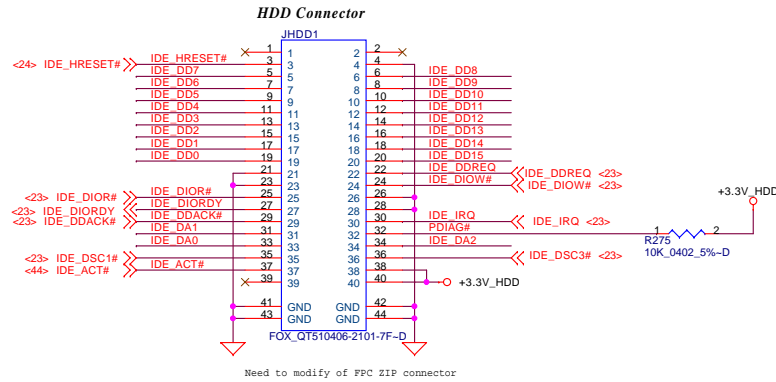 HDD Connector
JHDD1
1 1 2 2
<24> IDE_HRESET# IDE_HRESET# 3 3 4 4
IDE_DD7 5 5 6 6 IDE_DD8
IDE_DD6 7 7 8 8 IDE_DD9
IDE_DD5 9 9 10 10 IDE_DD10
IDE_DD4 11 11 12 12 IDE_DD11
IDE_DD3 13 13 14 14 IDE_DD12
IDE_DD2 15 15 16 16 IDE_DD13
IDE_DD1 17 17 18 18 IDE_DD14
IDE_DD0 19 19 20 20 IDE_DD15
21 21 22 22 IDE_DDREQ IDE_DDREQ <23>
23 23 24 24 IDE_DIOW# IDE_DIOW# <23>
<23> IDE_DIOR# IDE_DIOR# 25 25 26 26
+3.3V_HDD
<23> IDE_DIORDY IDE_DIORDY 27 27 28 28
<23> IDE_DDACK# IDE_DDACK# 29 29 30 30 IDE_IRQ IDE_IRQ <23>
IDE_DA1 31 31 32 32 PDIAG# 1 2
R275
10K_0402_5%~D
IDE_DA0 33 33 34 34 IDE_DA2
<23> IDE_DSC1# IDE_DSC1# 35 35 36 36 IDE_DSC3# <23>
<44> IDE_ACT# IDE_ACT# 37 37 38 38
39 39 40 40 +3.3V_HDD
41 GND GND 42
43 GND GND 44
FOX_QT510406-2101-7F~D
Need to modify of FPC ZIP connector